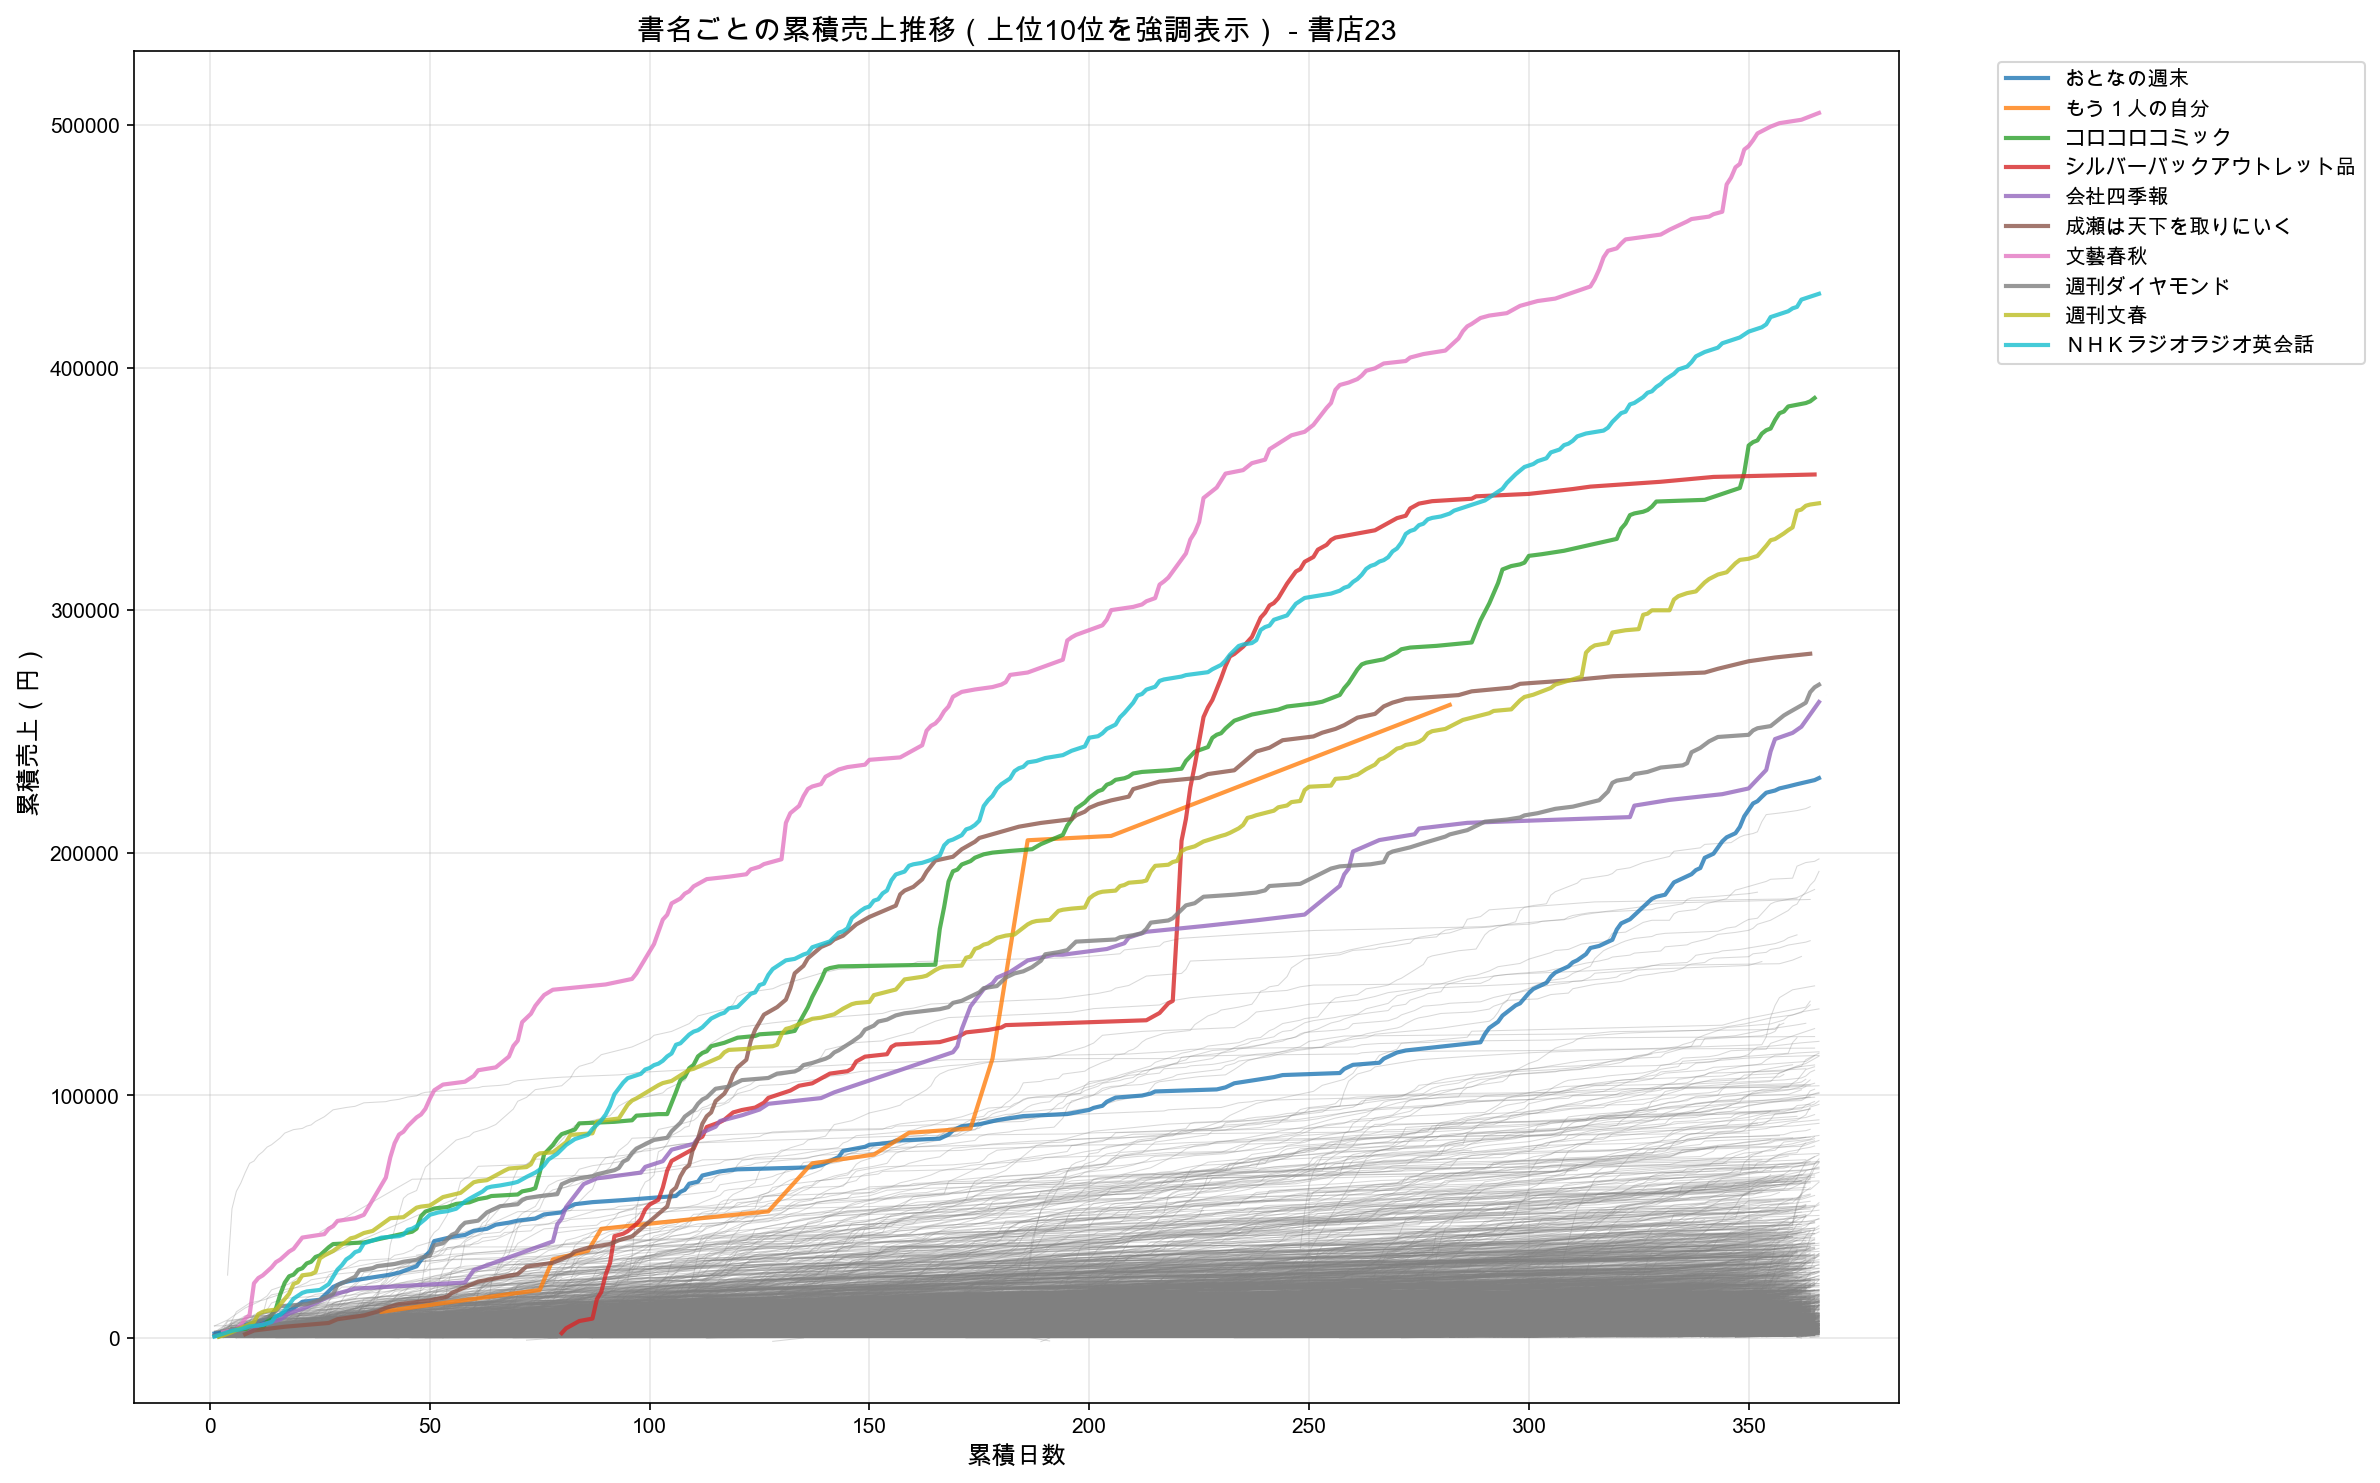 書名ごとの累積売上推移（上位10位を強調表示） - 書店23
おとなの週末
もう１人の自分
コロコロコミック
シルバーバックアウトレット品
会社四季報
成瀬は天下を取りにいく
文藝春秋
週刊ダイヤモンド
週刊文春
ＮＨＫラジオラジオ英会話
累積売上（円）
500000
400000
300000
200000
100000
0
0 50 100 150 200 250 300 350
累積日数